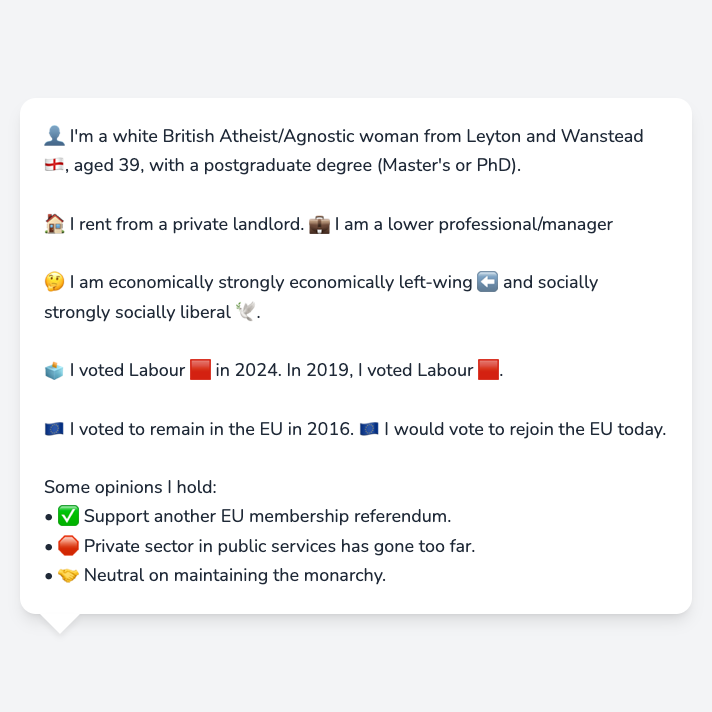 👤 I'm a white British Atheist/Agnostic woman from Leyton and Wanstead
🏴󠁧󠁢󠁥󠁮󠁧󠁿, aged 39, with a postgraduate degree (Master's or PhD).
🏠 I rent from a private landlord. 💼 I am a lower professional/manager
🤔 I am economically strongly economically left-wing ⬅️ and socially
strongly socially liberal 🕊️.
🗳️ I voted Labour 🟥 in 2024. In 2019, I voted Labour 🟥.
🇪🇺 I voted to remain in the EU in 2016. 🇪🇺 I would vote to rejoin the EU today.
Some opinions I hold:
• ✅ Support another EU membership referendum.
• 🛑 Private sector in public services has gone too far.
• 🤝 Neutral on maintaining the monarchy.